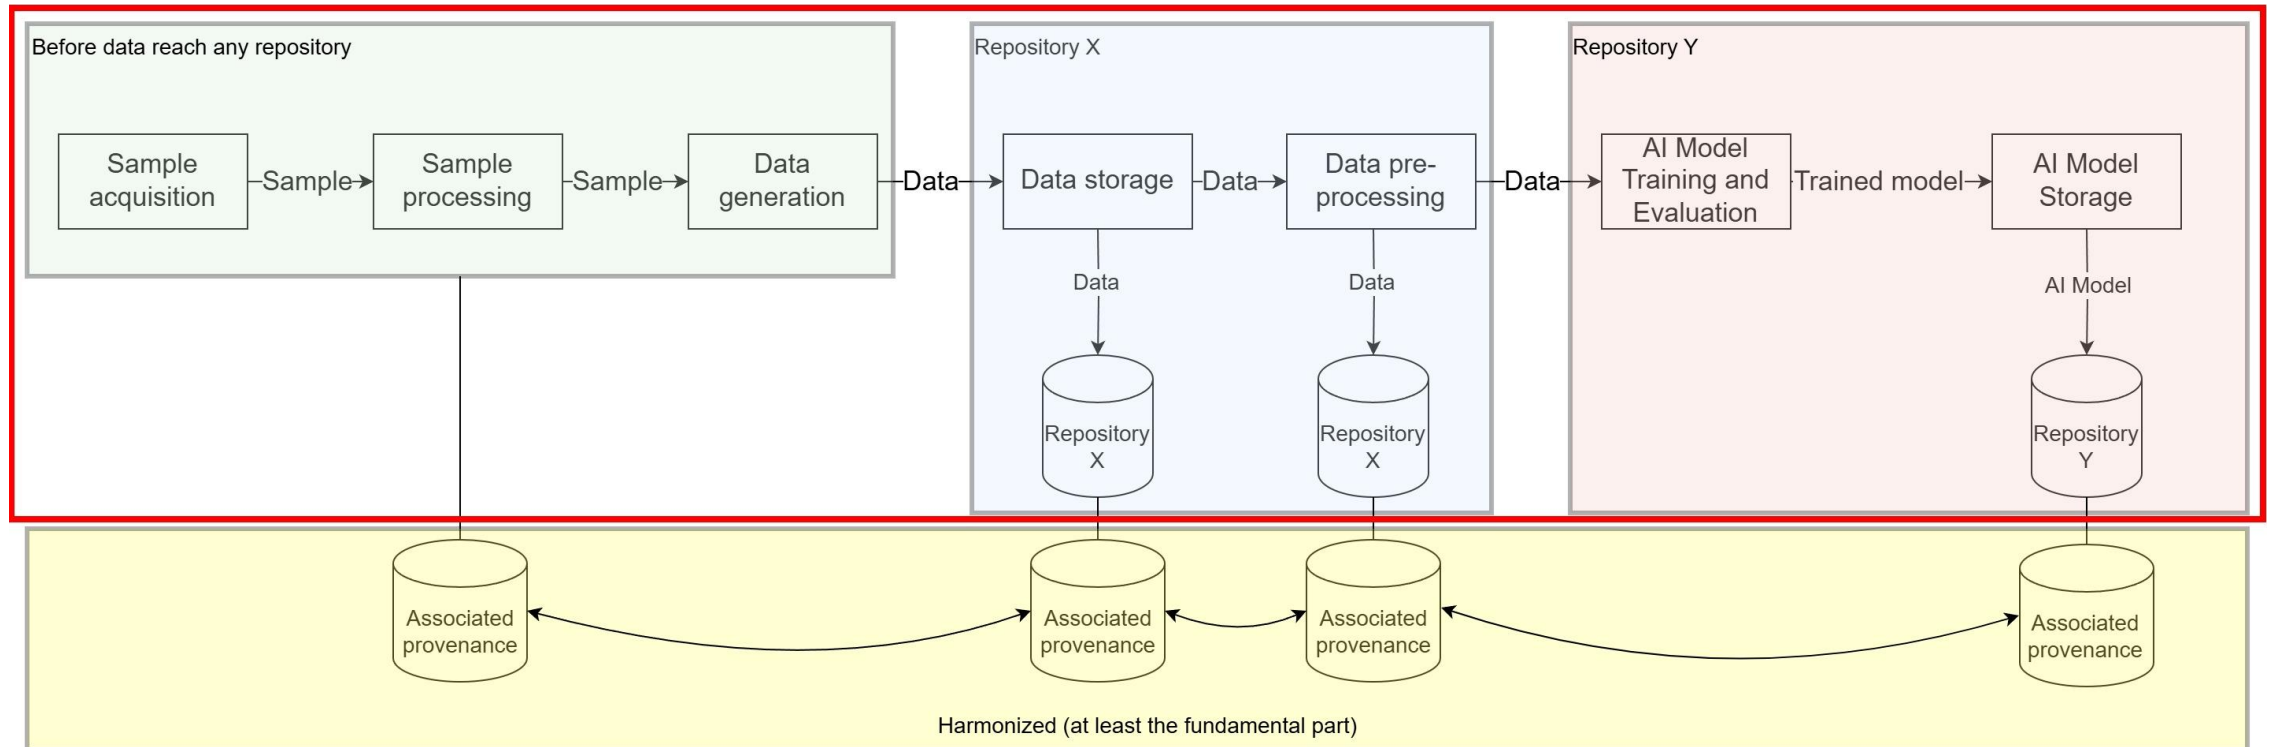 Before data reach any repository
Repository X
Repository Y
Sample
acquisition
Sample
Sample
processing
Sample
Data
generation
Data
Data storage
Data
Data pre-
processing
Data
AI Model
Training and
Evaluation
Trained model
AI Model
Storage
Data
Data
AI Model
Repository
X
Repository
X
Repository
Y
Associated
provenance
Associated
provenance
Associated
provenance
Associated
provenance
Harmonized (at least the fundamental part)